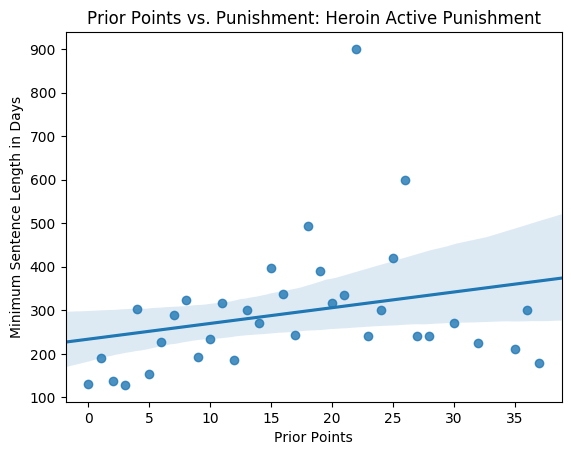 Prior Points vs. Punishment: Heroin Active Punishment
Minimum Sentence Length in Days
900
800
700
600
500
400
300
200
100
0 5 10 15 20 25 30 35
Prior Points